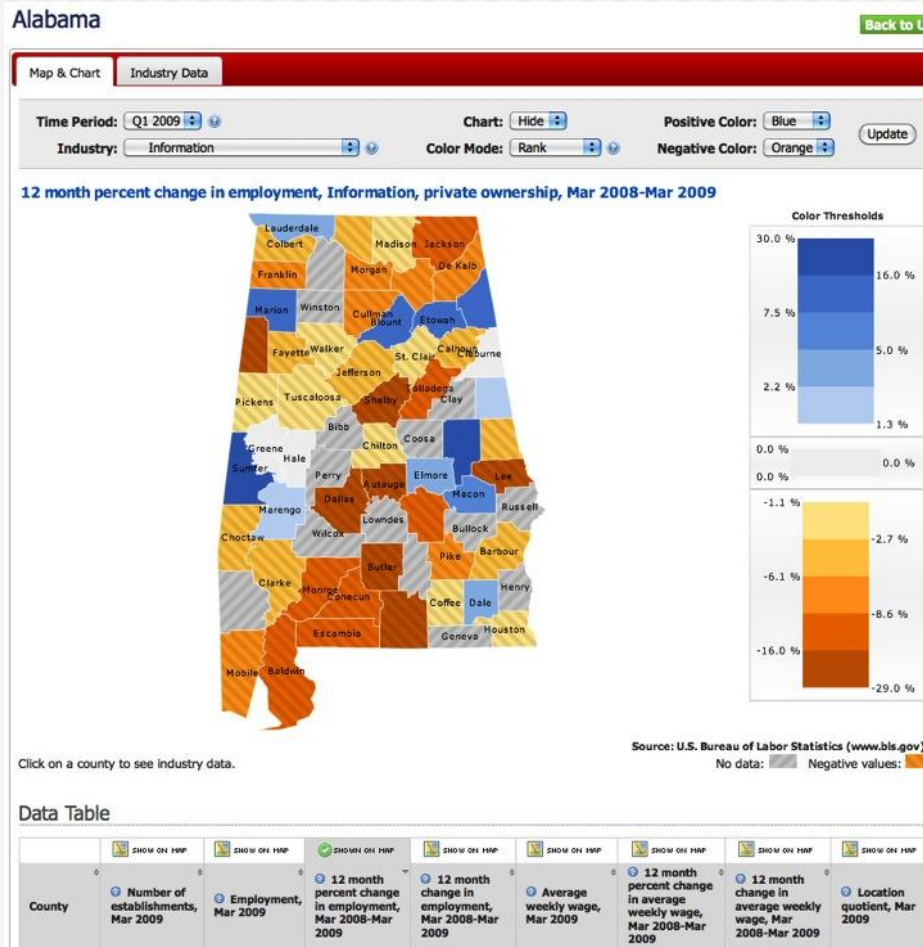 Alabama
Back to U
Map & Chart
Industry Data
Time Period: Q1 2009
Chart: Hide
Positive Color: Blue
Update
Industry: Information
Color Mode: Rank
Negative Color: Orange
12 month percent change in employment, Information, private ownership, Mar 2008-Mar 2009
Color Thresholds
30.0 %
16.0 %
7.5 %
5.0 %
2.2 %
1.3 %
0.0 %
0.0 %
0.0 %
-1.1 %
-2.7 %
-6.1 %
-8.6 %
-16.0 %
-29.0 %
Lauderdale
Colbert
Madison
Jackson
Franklin
Morgan
De Kalb
Marion
Winston
Cullman
Blount
Etowah
Fayette
Walker
St. Clair
Calhoun
Cleburne
Jefferson
Pickens
Tuscaloosa
Shelby
Talladega
Clay
Bibb
Chilton
Coosa
Greene
Hale
Sumter
Perry
Autauga
Elmore
Lee
Dallas
Macon
Marengo
Lowndes
Russell
Choctaw
Wilcox
Bullock
Butler
Pike
Barbour
Clarke
Monroe
Conecuh
Henry
Coffee
Dale
Escambia
Geneva
Houston
Mobile
Baldwin
Source: U.S. Bureau of Labor Statistics (www.bls.gov)
Click on a county to see industry data.
No data:
Negative values:
Data Table
SHOW ON MAP
SHOW ON MAP
SHOWN ON MAP
SHOW ON MAP
SHOW ON MAP
SHOW ON MAP
SHOW ON MAP
SHOW ON MAP
County
Number of
establishments,
Mar 2009
Employment,
Mar 2009
12 month
percent change
in employment,
Mar 2008-Mar
2009
12 month
change in
employment,
Mar 2008-Mar
2009
Average
weekly wage,
Mar 2009
12 month
percent change
in average
weekly wage,
Mar 2008-Mar
2009
12 month
change in
average weekly
wage, Mar
2008-Mar 2009
Location
quotient, Mar
2009